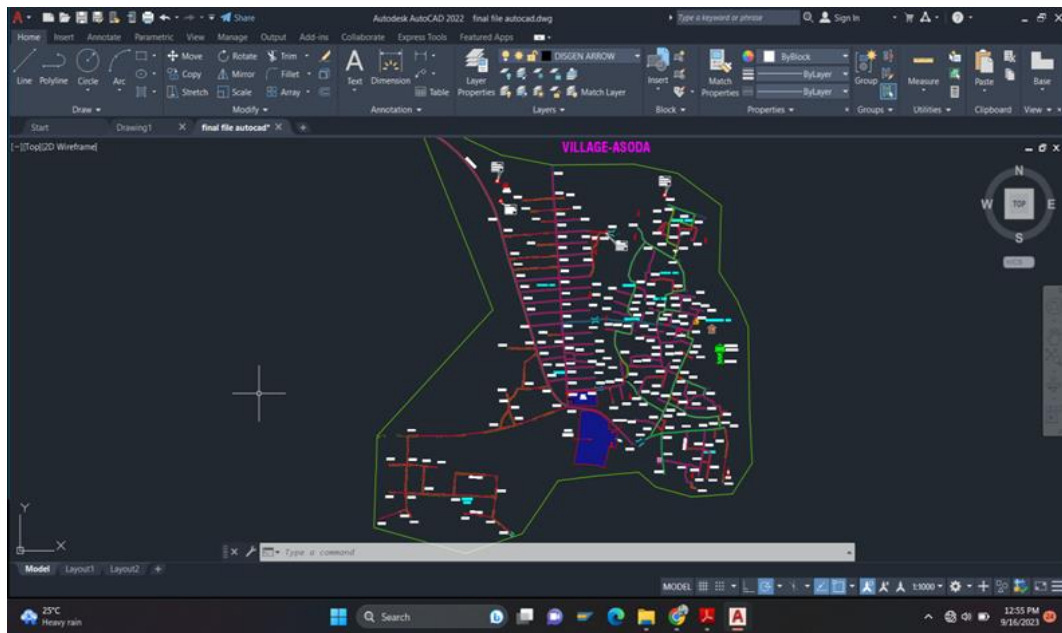 Share
Autodesk AutoCAD 2022 final file autocad.dwg
Type a keyword or phrase
Sign In
Home Insert Annotate Parametric View Manage Output Add-ins Collaborate Express Tools Featured Apps
Move Rotate Trim
Copy Mirror Fillet
Stretch Scale Array
Line Polyline Circle Arc
Text Dimension
Table
Layer Properties
DISGEN ARROW
Match Layer
Insert
Match Properties
ByBlock
ByLayer
ByLayer
Group
Measure
Paste
Base
Draw Modify Annotation Layers Block Properties Groups Utilities Clipboard View
Start Drawing1 final file autocad*
[-][Top][2D Wireframe]
VILLAGE-ASODA
N
W TOP E
S
Y
X
Type a command
Model Layout1 Layout2
MODEL
1:1000
25°C
Heavy rain
Search
12:55 PM
9/16/2023